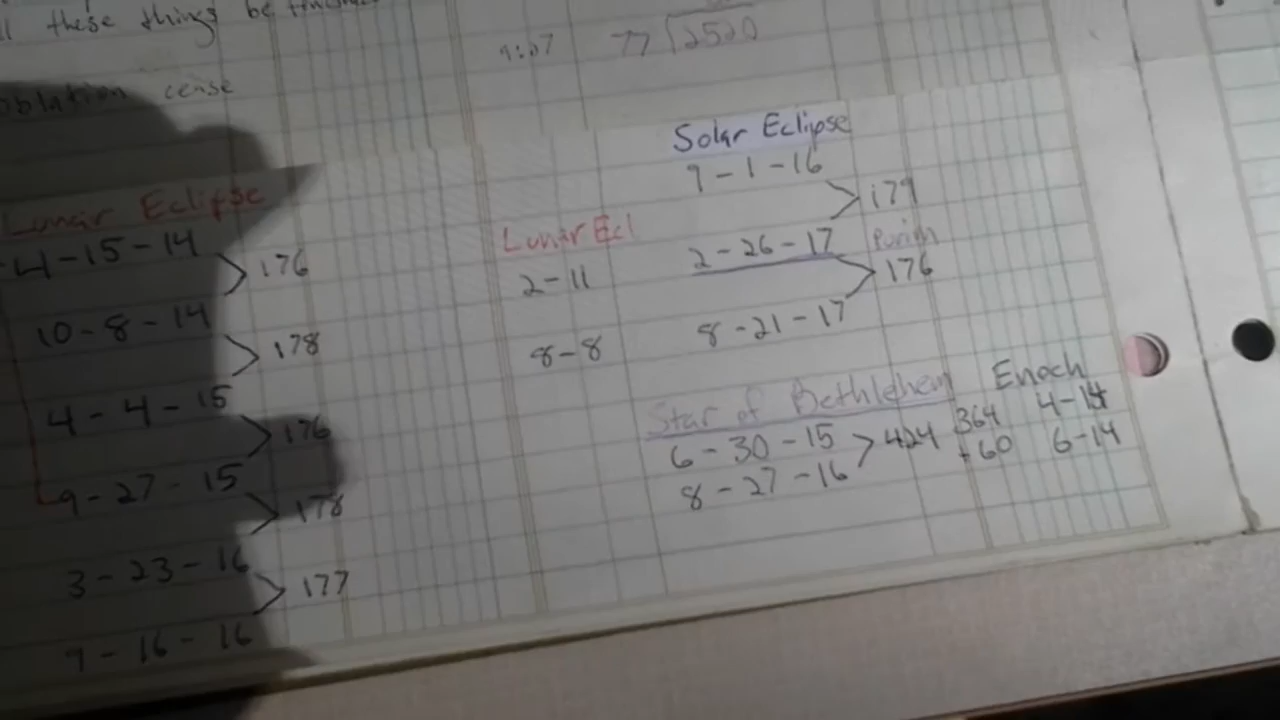 these things be
oblation cease
9:27 77 2520
Lunar Eclipse
4-15-14
> 176
10-8-14
> 178
4-4-15
> 176
9-27-15
> 178
3-23-16
> 177
9-16-16
Lunar Ecl
2-11
8-8
Solar Eclipse
9-1-16
> 179
2-26-17 Purim
> 176
8-21-17
Star of Bethlehem
6-30-15
> 424
8-27-16
364
+60
Enoch
4-14
6-14